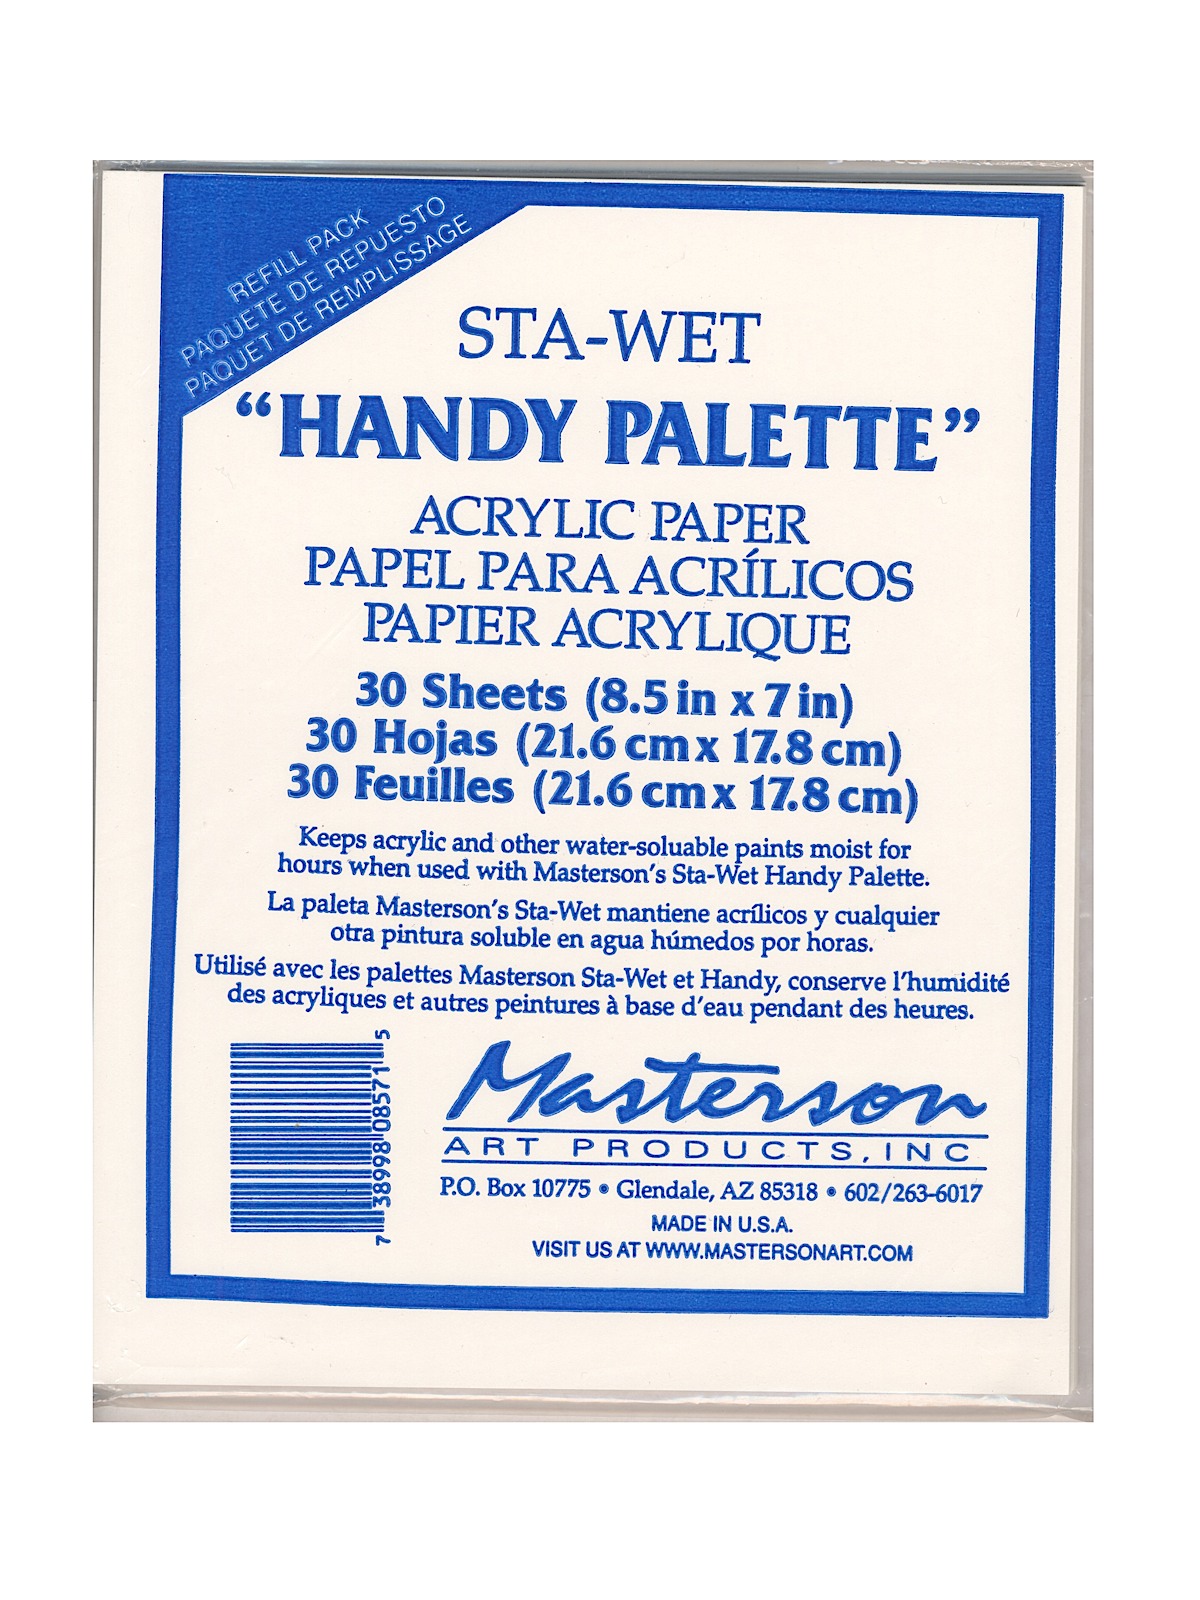 REFILL PACK
PAQUETE DE REPUESTO
PAQUET DE REMPLISSAGE
STA-WET
“HANDY PALETTE”
ACRYLIC PAPER
PAPEL PARA ACRÍLICOS
PAPIER ACRYLIQUE
30 Sheets (8.5 in x 7 in)
30 Hojas (21.6 cm x 17.8 cm)
30 Feuilles (21.6 cm x 17.8 cm)
Keeps acrylic and other water-soluable paints moist for
hours when used with Masterson’s Sta-Wet Handy Palette.
La paleta Masterson’s Sta-Wet mantiene acrílicos y cualquier
otra pintura soluble en agua húmedos por horas.
Utilisé avec les palettes Masterson Sta-Wet et Handy, conserve l’humidité
des acryliques et autres peintures à base d’eau pendant des heures.
7 38998 08571 5
Masterson
ART PRODUCTS, INC
P.O. Box 10775 • Glendale, AZ 85318 • 602/263-6017
MADE IN U.S.A.
VISIT US AT WWW.MASTERSONART.COM